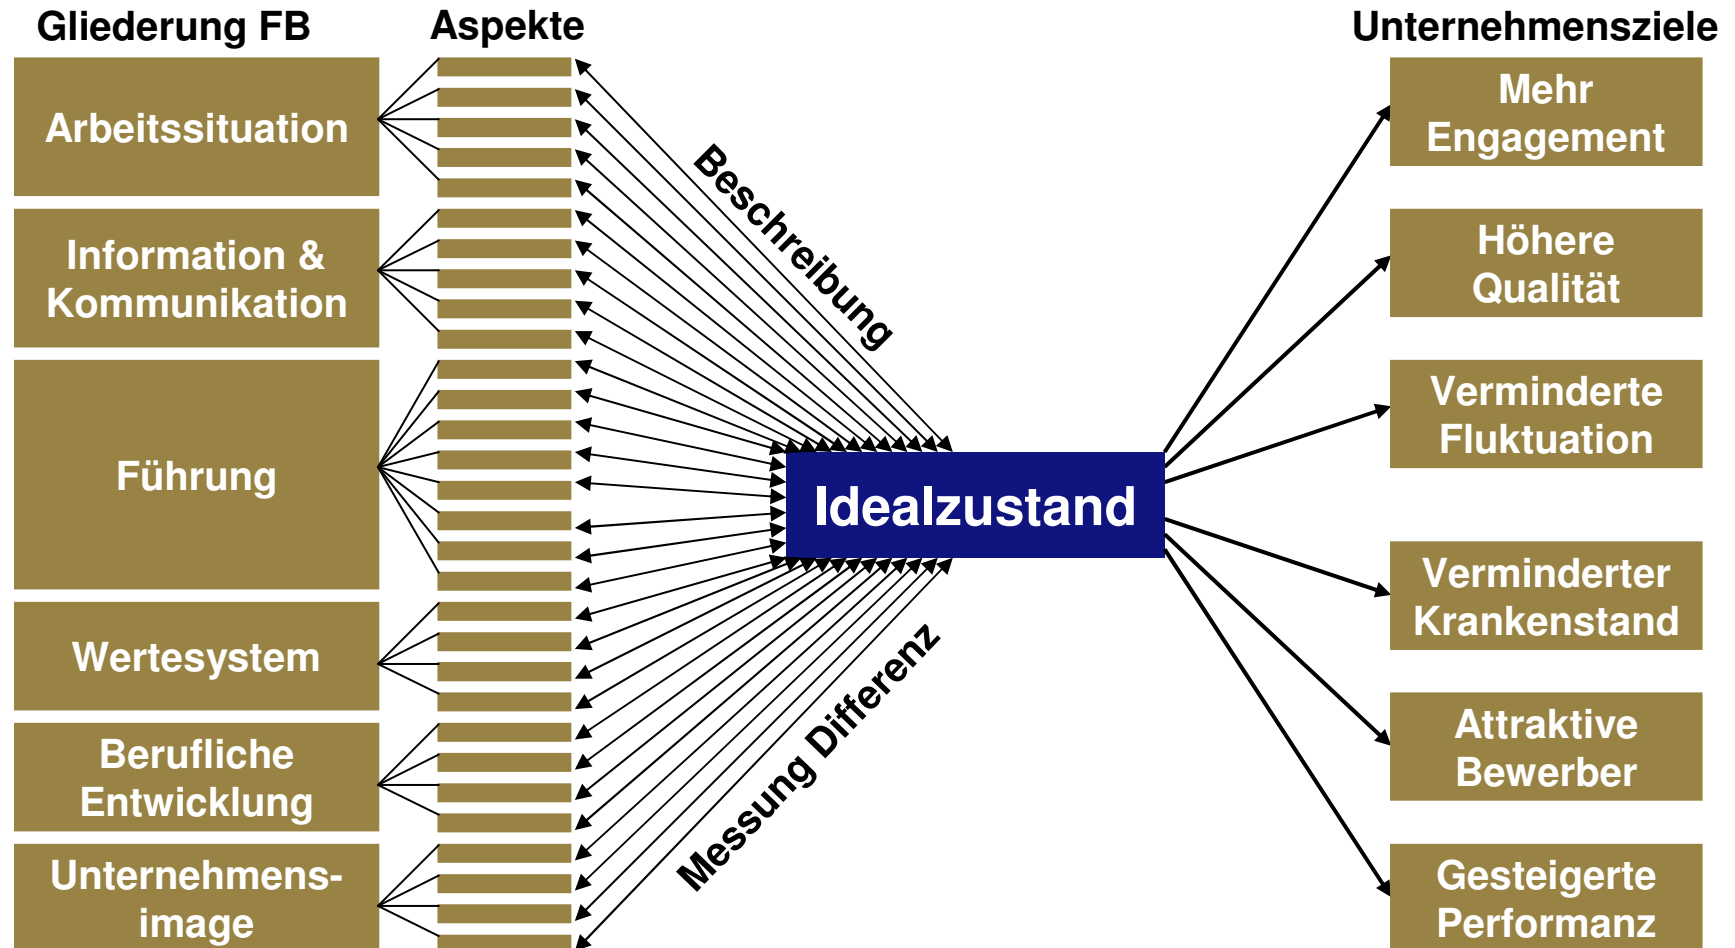 Gliederung FB
Aspekte
Unternehmensziele
Arbeitssituation
Information &
Kommunikation
Führung
Wertesystem
Berufliche
Entwicklung
Unternehmens-
image
Beschreibung
Messung Differenz
Idealzustand
Mehr
Engagement
Höhere
Qualität
Verminderte
Fluktuation
Verminderter
Krankenstand
Attraktive
Bewerber
Gesteigerte
Performanz